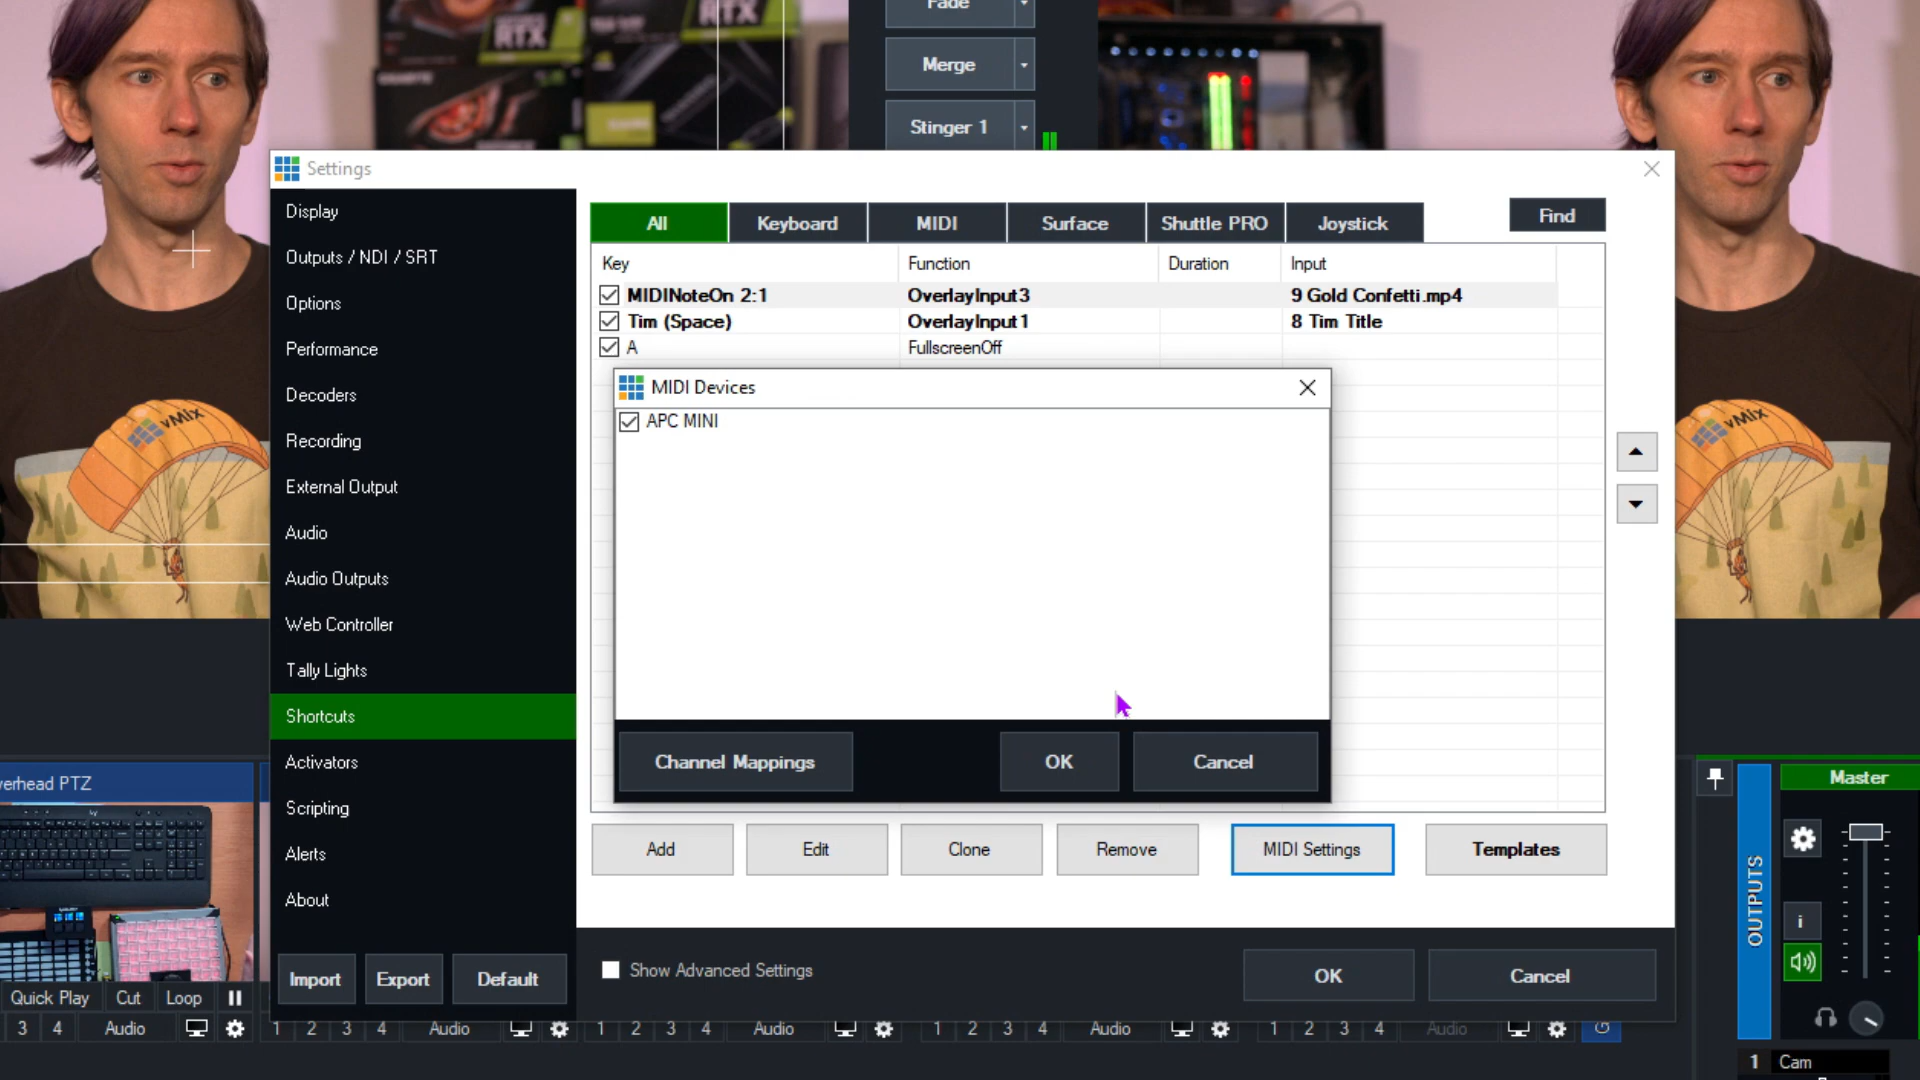 RTX
RTX
Fade
Merge
Stinger 1
vMix
vMix
Settings
Display
Outputs / NDI / SRT
Options
Performance
Decoders
Recording
External Output
Audio
Audio Outputs
Web Controller
Tally Lights
Shortcuts
Activators
Scripting
Alerts
About
Import
Export
Default
All
Keyboard
MIDI
Surface
Shuttle PRO
Joystick
Find
Key Function Duration Input
MIDINoteOn 2:1 OverlayInput3 9 Gold Confetti.mp4
Tim (Space) OverlayInput1 8 Tim Title
A FullscreenOff
MIDI Devices
APC MINI
Channel Mappings
OK
Cancel
Add
Edit
Clone
Remove
MIDI Settings
Templates
Show Advanced Settings
OK
Cancel
verhead PTZ
Quick Play Cut Loop
3 4 Audio
1 2 3 4 Audio
1 2 3 4 Audio
1 2 3 4 Audio
1 2 3 4 Audio
OUTPUTS
Master
i
1 Cam